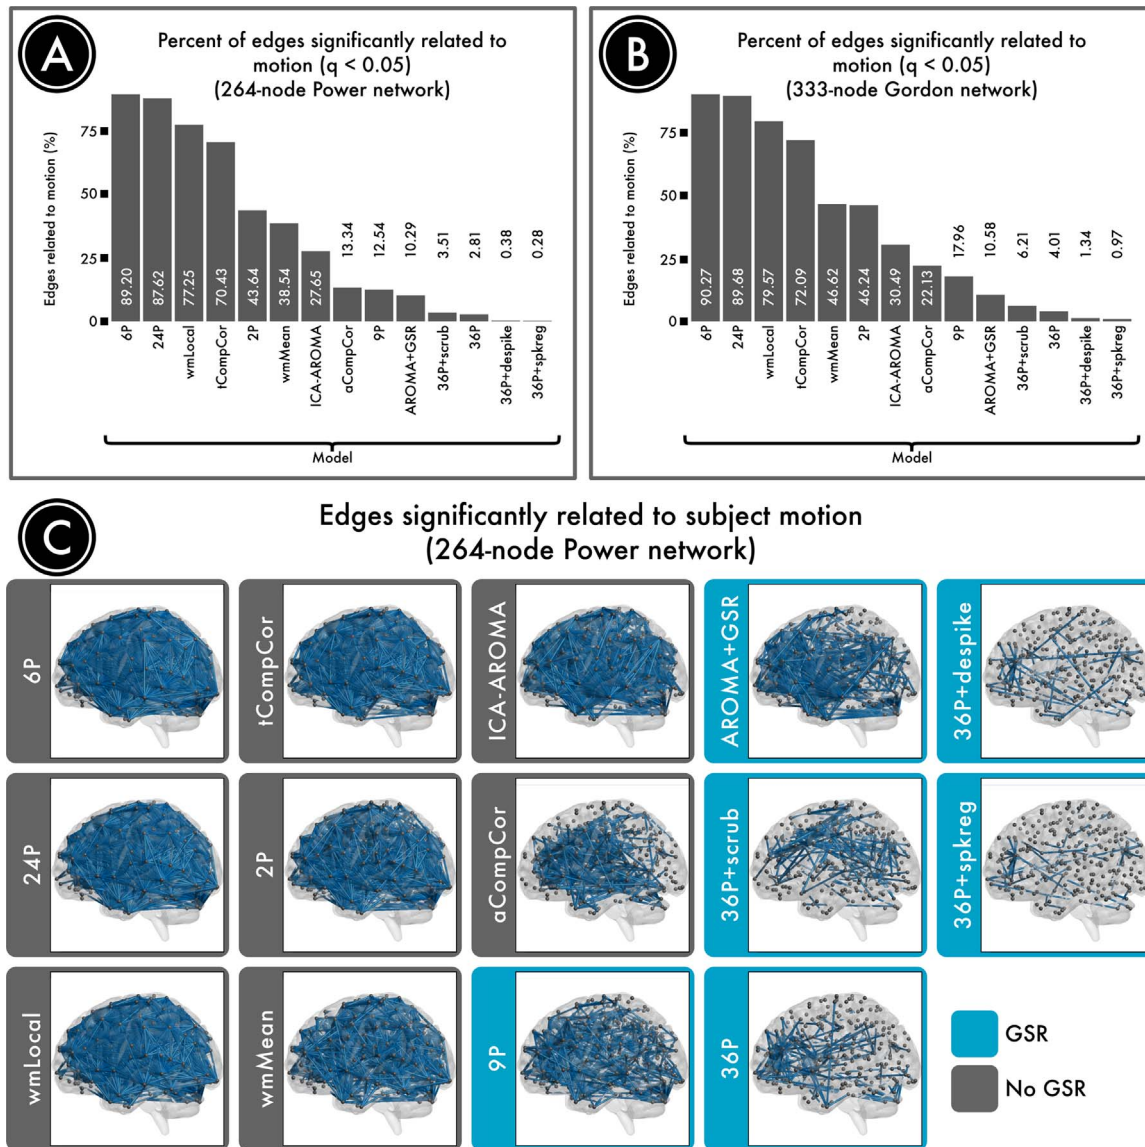 A
Percent of edges significantly related to
motion (q < 0.05)
(264-node Power network)
Edges related to motion (%)
75
50
25
0
89.20
87.62
77.25
70.43
43.64
38.54
27.65
13.34
12.54
10.29
3.51
2.81
0.38
0.28
6P
24P
wmLocal
tCompCor
2P
wmMean
ICA-AROMA
aCompCor
9P
AROMA+GSR
36P+scrub
36P
36P+despike
36P+spkreg
Model
B
Percent of edges significantly related to
motion (q < 0.05)
(333-node Gordon network)
Edges related to motion (%)
75
50
25
0
90.27
89.68
79.57
72.09
46.62
46.24
30.49
22.13
17.96
10.58
6.21
4.01
1.34
0.97
6P
24P
wmLocal
tCompCor
wmMean
2P
ICA-AROMA
aCompCor
9P
AROMA+GSR
36P+scrub
36P
36P+despike
36P+spkreg
Model
C
Edges significantly related to subject motion
(264-node Power network)
6P
tCompCor
ICA-AROMA
AROMA+GSR
36P+despike
24P
2P
aCompCor
36P+scrub
36P+spkreg
wmLocal
wmMean
9P
36P
GSR
No GSR